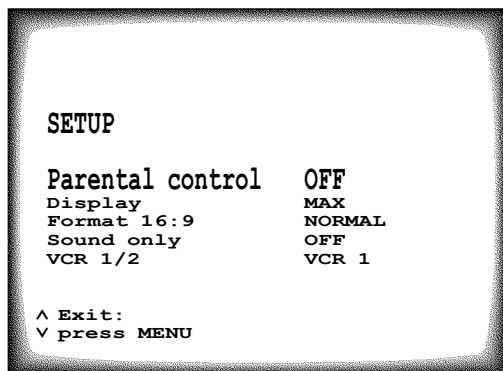 SETUP
Parental control OFF
Display MAX
Format 16:9 NORMAL
Sound only OFF
VCR 1/2 VCR 1
∧ Exit:
∨ press MENU